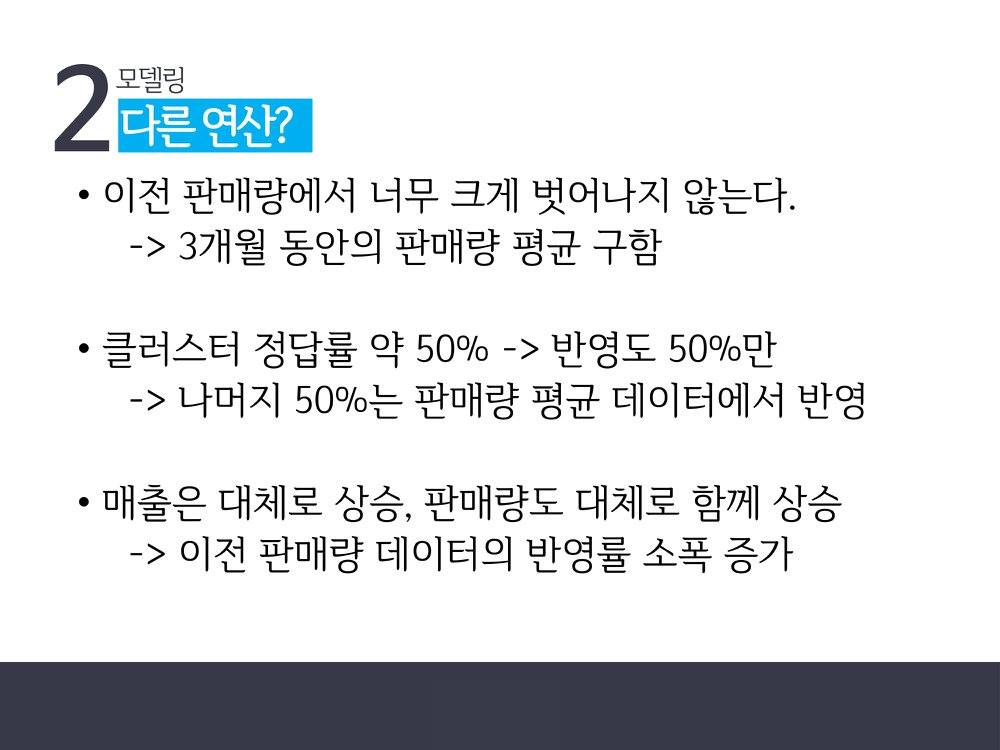 2
모델링
다른 연산?
• 이전 판매량에서 너무 크게 벗어나지 않는다.
-> 3개월 동안의 판매량 평균 구함
• 클러스터 정답률 약 50% -> 반영도 50%만
-> 나머지 50%는 판매량 평균 데이터에서 반영
• 매출은 대체로 상승, 판매량도 대체로 함께 상승
-> 이전 판매량 데이터의 반영률 소폭 증가